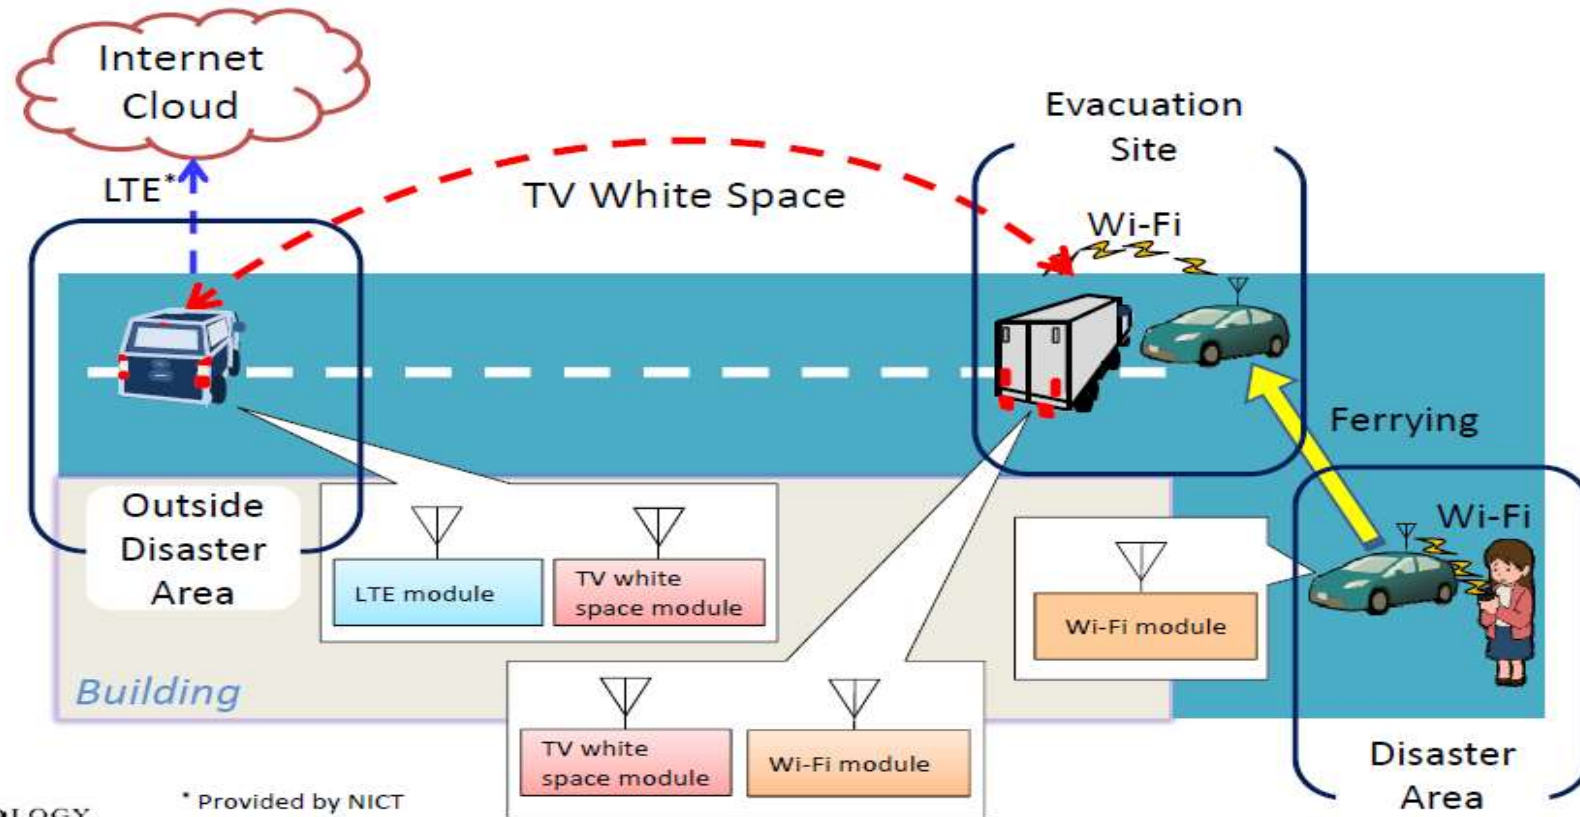 Internet
Cloud
LTE*
TV White Space
Evacuation
Site
Wi-Fi
Ferrying
Outside
Disaster
Area
LTE module
TV white
space module
Wi-Fi module
Wi-Fi
Building
TV white
space module
Wi-Fi module
Disaster
Area
* Provided by NICT